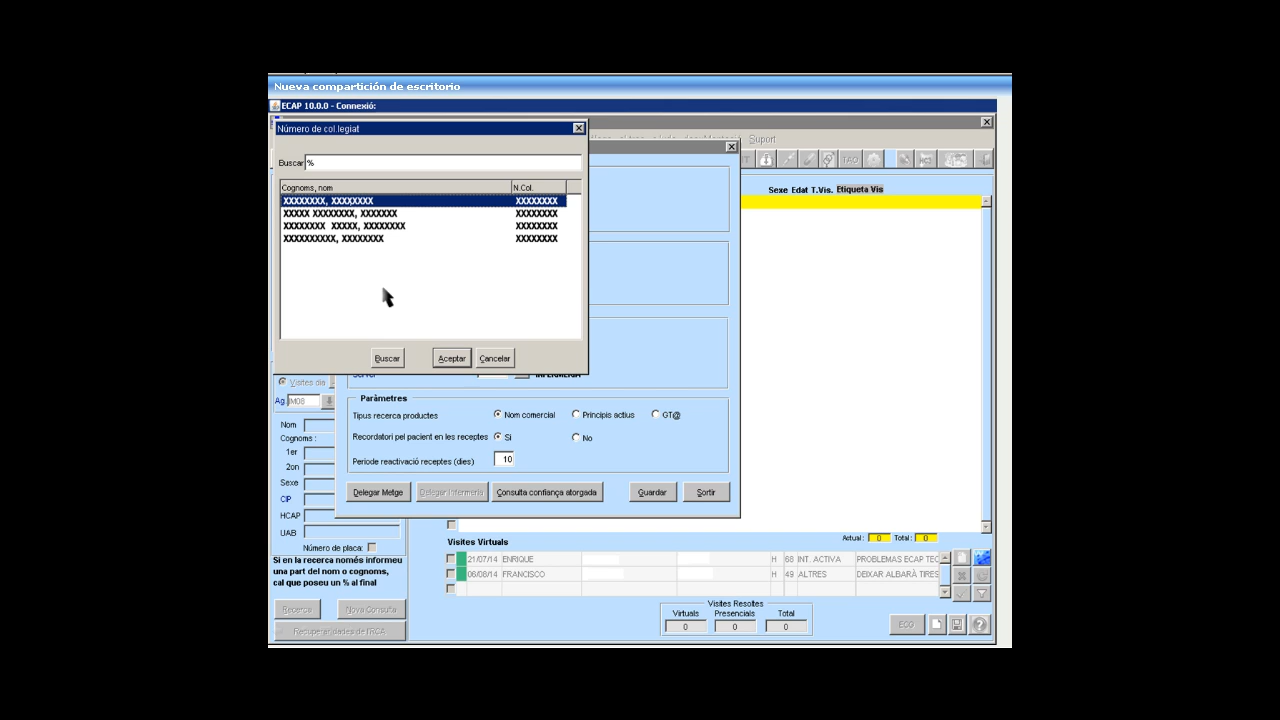 Nueva compartición de escritorio
ECAP 10.0.0 - Connexió:
Número de col.legiat
Suport
Buscar %
TAO
Cognoms, nom N.Col.
Sexe Edat T.Vis. Etiqueta Vis
XXXXXXXX, XXXXXXXX XXXXXXXX
XXXXX XXXXXXXX, XXXXXXX XXXXXXXX
XXXXXXXX XXXXX, XXXXXXXX XXXXXXXX
XXXXXXXXXX, XXXXXXXX XXXXXXXX
Buscar Aceptar Cancelar
Visites dia
Ag.
Paràmetres
Tipus recerca productes Nom comercial Principis actius GT@
Recordatori pel pacient en les receptes Si No
Periode reactivació receptes (dies) 10
Delegar Metge Delegar Infermeria Consulta confiança atorgada Guardar Sortir
Nom
Cognoms :
1er
2on
Sexe
CIP
HCAP
UAB
Número de placa:
Si en la recerca només informeu
una part del nom o cognoms,
cal que poseu un % al final
Recerca Nova Consulta
Recuperar dades de l'RCA
Actual: 0 Total: 0
Visites Virtuals
21/07/14 ENRIQUE H 68 INT. ACTIVA PROBLEMAS ECAP TEC
06/08/14 FRANCISCO H 49 ALTRES DEIXAR ALBARÀ TIRES
Visites Resoltes
Virtuals Presencials Total
0 0 0
ECG